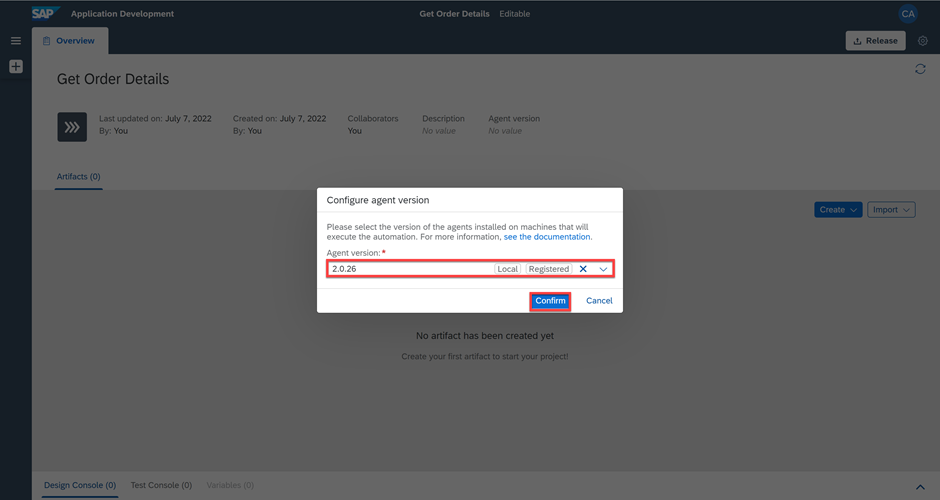 SAP Application Development Get Order Details Editable CA
Overview Release
Get Order Details
Last updated on: July 7, 2022 Created on: July 7, 2022 Collaborators Description Agent version
By: You By: You You No value No value
Artifacts (0)
Configure agent version
Create Import
Please select the version of the agents installed on machines that will
execute the automation. For more information, see the documentation.
Agent version:*
2.0.26 Local Registered
Confirm Cancel
No artifact has been created yet
Create your first artifact to start your project!
Design Console (0) Test Console (0) Variables (0)